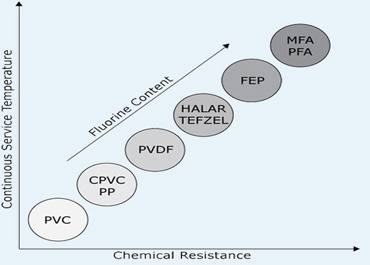 MFA
PFA
FEP
HALAR
TEFZEL
PVDF
CPVC
PP
PVC
Fluorine Content
Continuous Service Temperature
Chemical Resistance